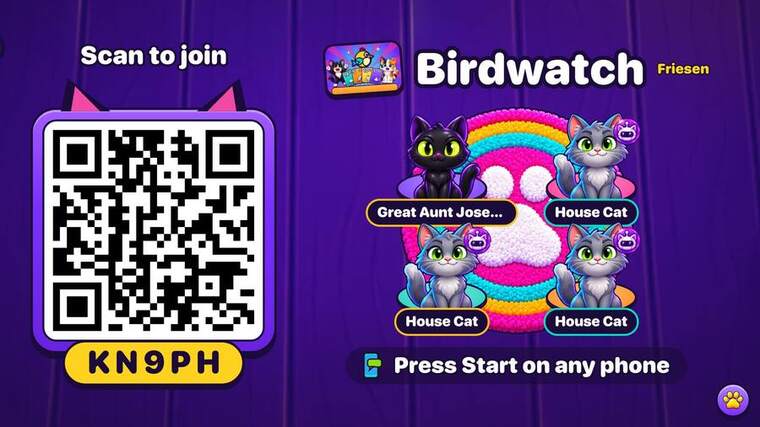 Scan to join
KN9PH
Birdwatch
Friesen
Great Aunt Jose...
House Cat
House Cat
House Cat
Press Start on any phone